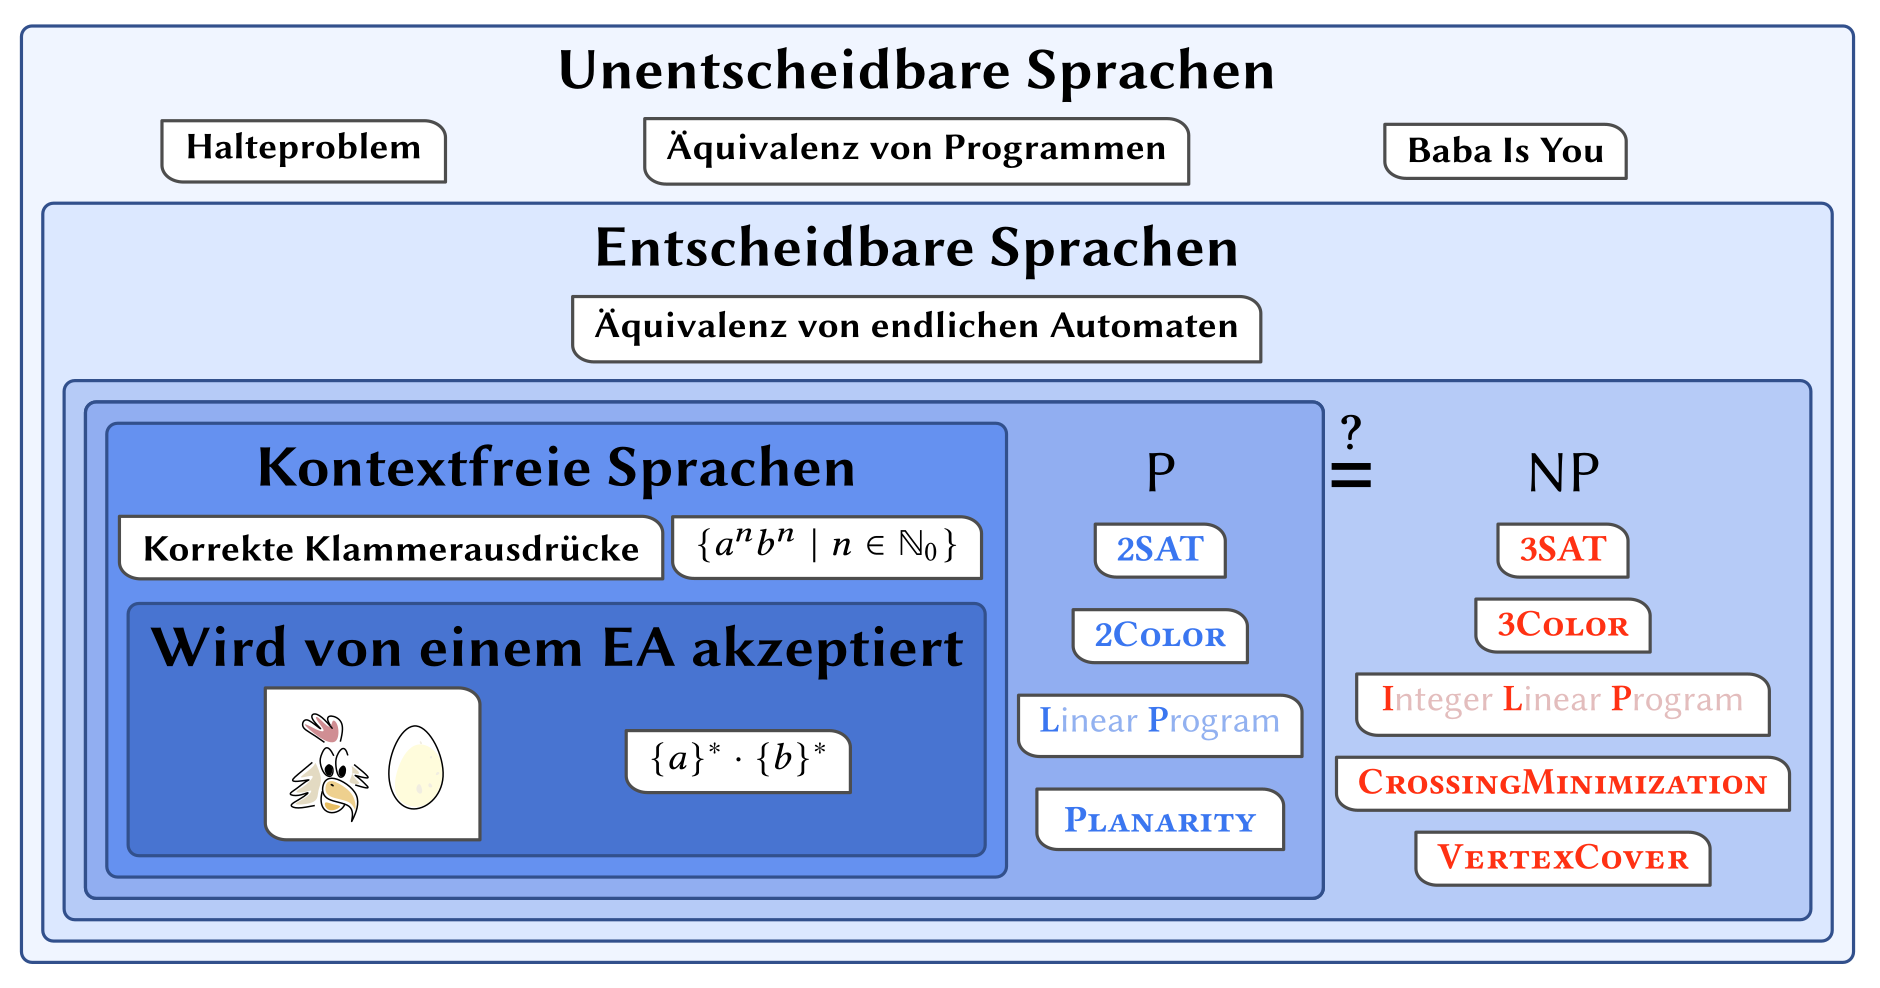 Unentscheidbare Sprachen
Halteproblem
Äquivalenz von Programmen
Baba Is You
Entscheidbare Sprachen
Äquivalenz von endlichen Automaten
Kontextfreie Sprachen
Korrekte Klammerausdrücke
{aⁿbⁿ | n ∈ ℕ₀}
Wird von einem EA akzeptiert
{a}* · {b}*
P
2SAT
2Color
Linear Program
Planarity
?
=
NP
3SAT
3Color
Integer Linear Program
CrossingMinimization
VertexCover